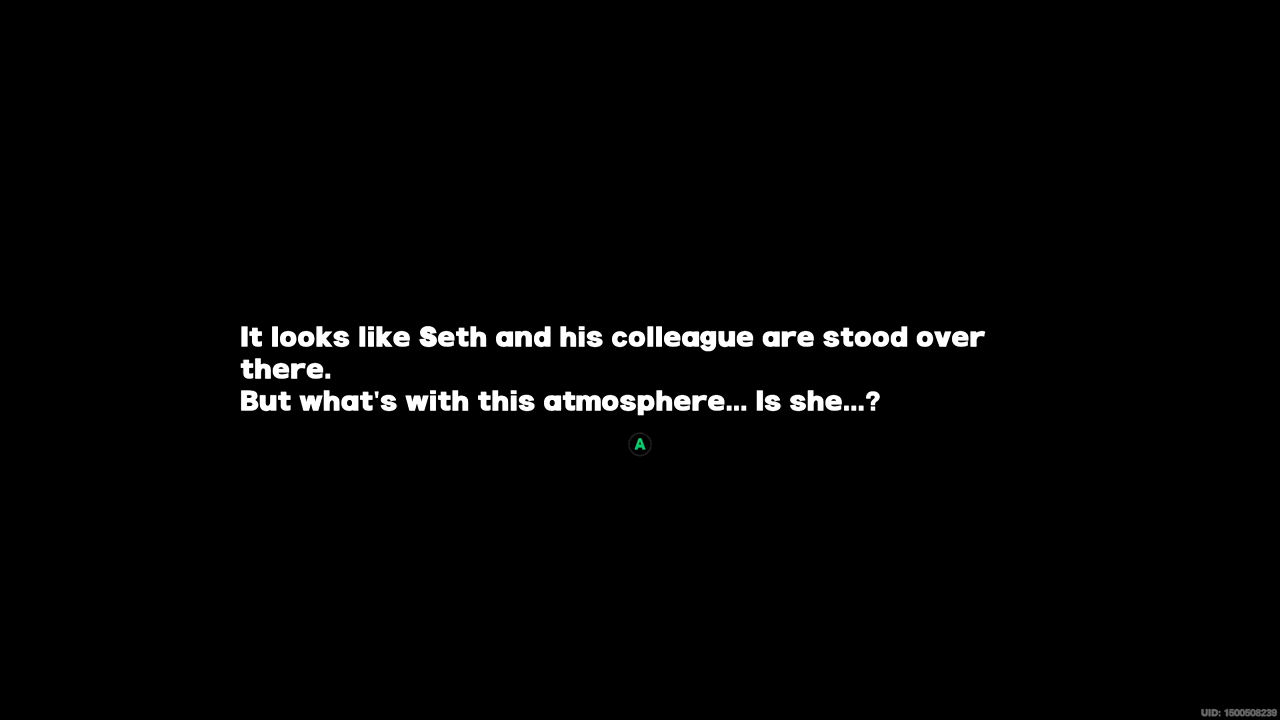 It looks like Seth and his colleague are stood over
there.
But what's with this atmosphere... Is she...?
A
UID: 1500508239